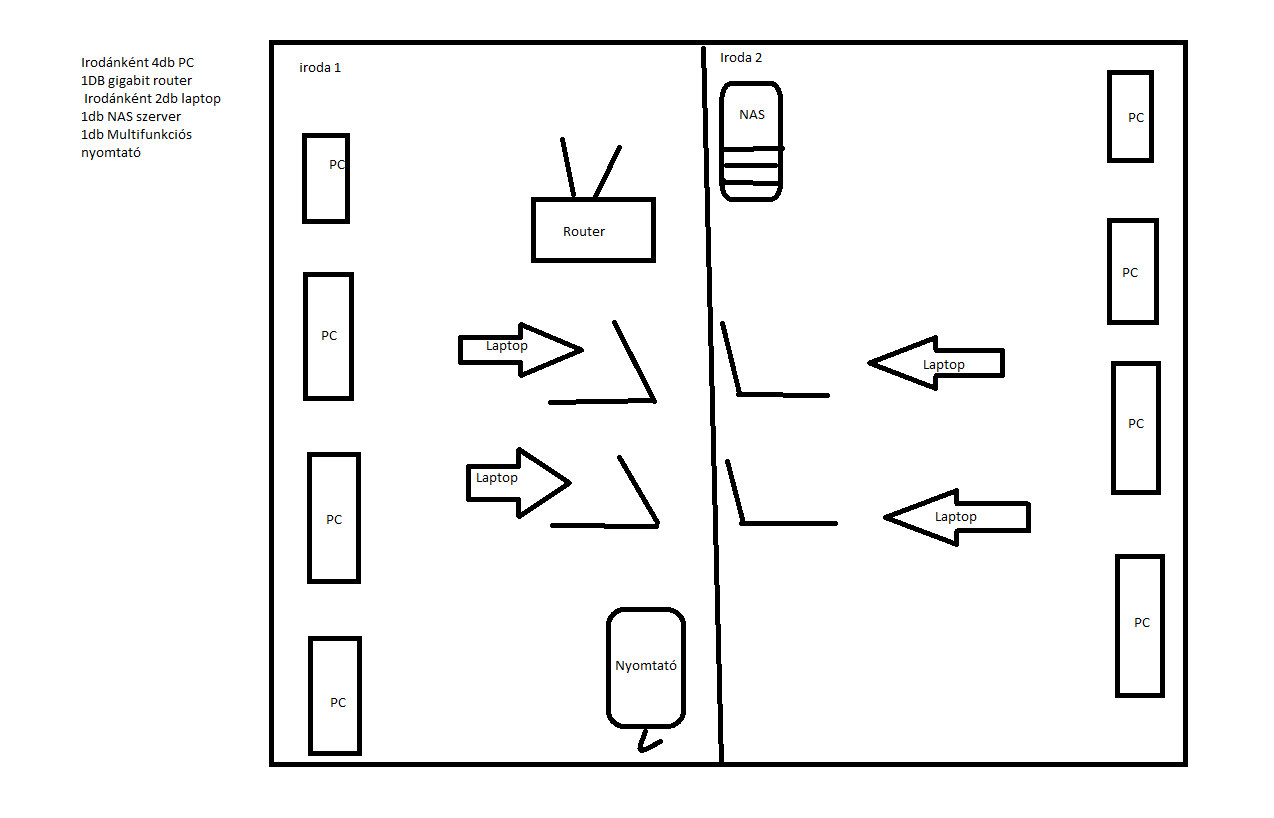 Irodánként 4db PC
1DB gigabit router
Irodánként 2db laptop
1db NAS szerver
1db Multifunkciós
nyomtató
iroda 1
Iroda 2
PC
NAS
PC
Router
PC
PC
Laptop
Laptop
PC
Laptop
Laptop
PC
PC
Nyomtató
PC
PC